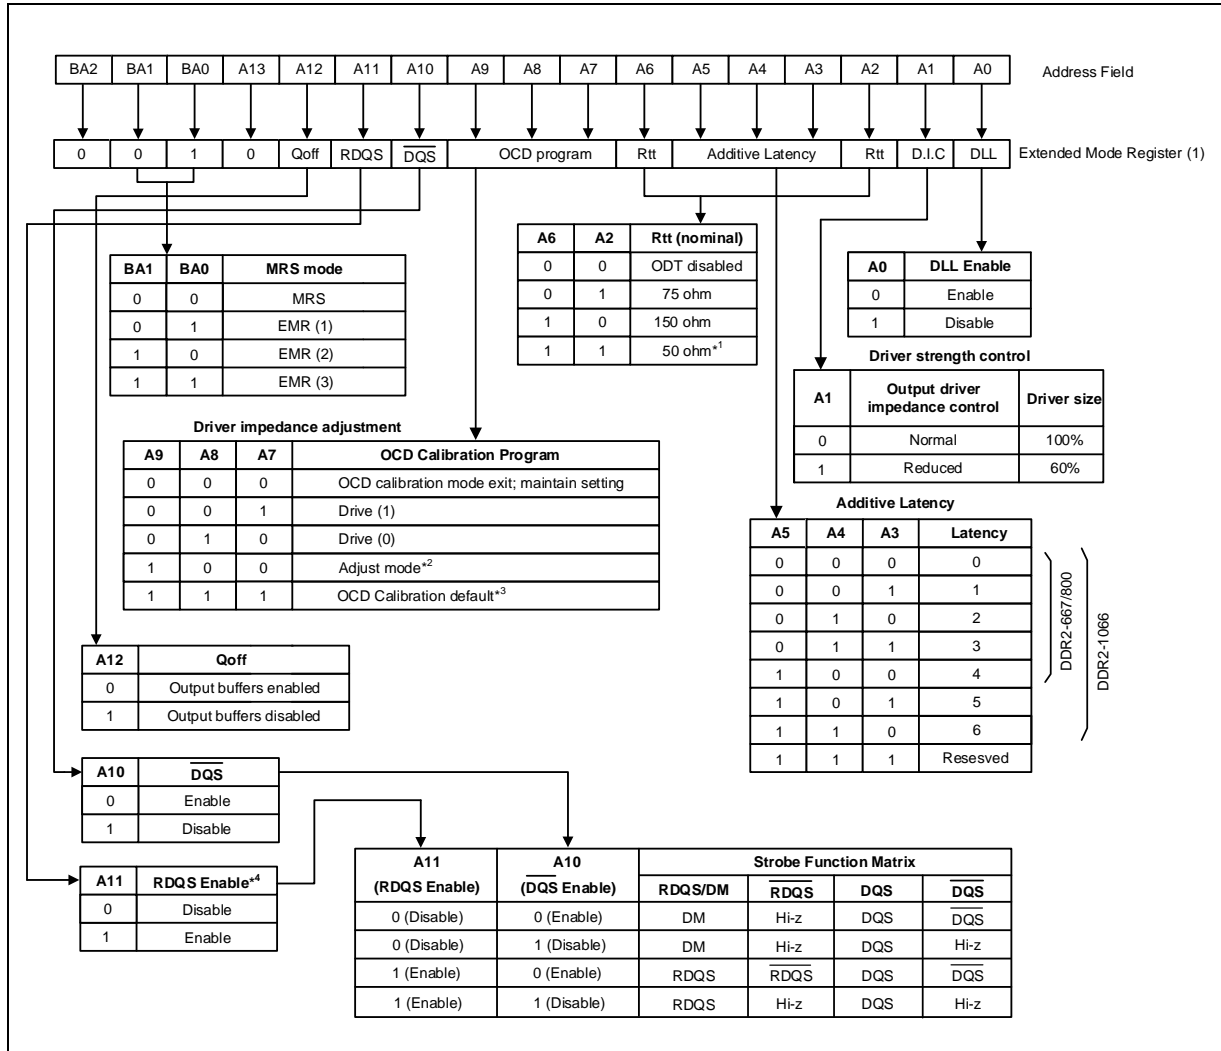 BA2 BA1 BA0 A13 A12 A11 A10 A9 A8 A7 A6 A5 A4 A3 A2 A1 A0 Address Field
0 0 1 0 Qoff RDQS DQS OCD program Rtt Additive Latency Rtt D.I.C DLL Extended Mode Register (1)
BA1 BA0 MRS mode
0 0 MRS
0 1 EMR (1)
1 0 EMR (2)
1 1 EMR (3)
A6 A2 Rtt (nominal)
0 0 ODT disabled
0 1 75 ohm
1 0 150 ohm
1 1 50 ohm*1
A0 DLL Enable
0 Enable
1 Disable
Driver strength control
A1 Output driver impedance control Driver size
0 Normal 100%
1 Reduced 60%
Driver impedance adjustment
A9 A8 A7 OCD Calibration Program
0 0 0 OCD calibration mode exit; maintain setting
0 0 1 Drive (1)
0 1 0 Drive (0)
1 0 0 Adjust mode*2
1 1 1 OCD Calibration default*3
Additive Latency
A5 A4 A3 Latency
0 0 0 0
0 0 1 1
0 1 0 2
0 1 1 3
1 0 0 4
1 0 1 5
1 1 0 6
1 1 1 Resesved
DDR2-667/800
DDR2-1066
A12 Qoff
0 Output buffers enabled
1 Output buffers disabled
A10 DQS
0 Enable
1 Disable
A11 RDQS Enable*4
0 Disable
1 Enable
A11 (RDQS Enable) A10 (DQS Enable) Strobe Function Matrix
RDQS/DM RDQS DQS DQS
0 (Disable) 0 (Enable) DM Hi-z DQS DQS
0 (Disable) 1 (Disable) DM Hi-z DQS Hi-z
1 (Enable) 0 (Enable) RDQS RDQS DQS DQS
1 (Enable) 1 (Disable) RDQS Hi-z DQS Hi-z